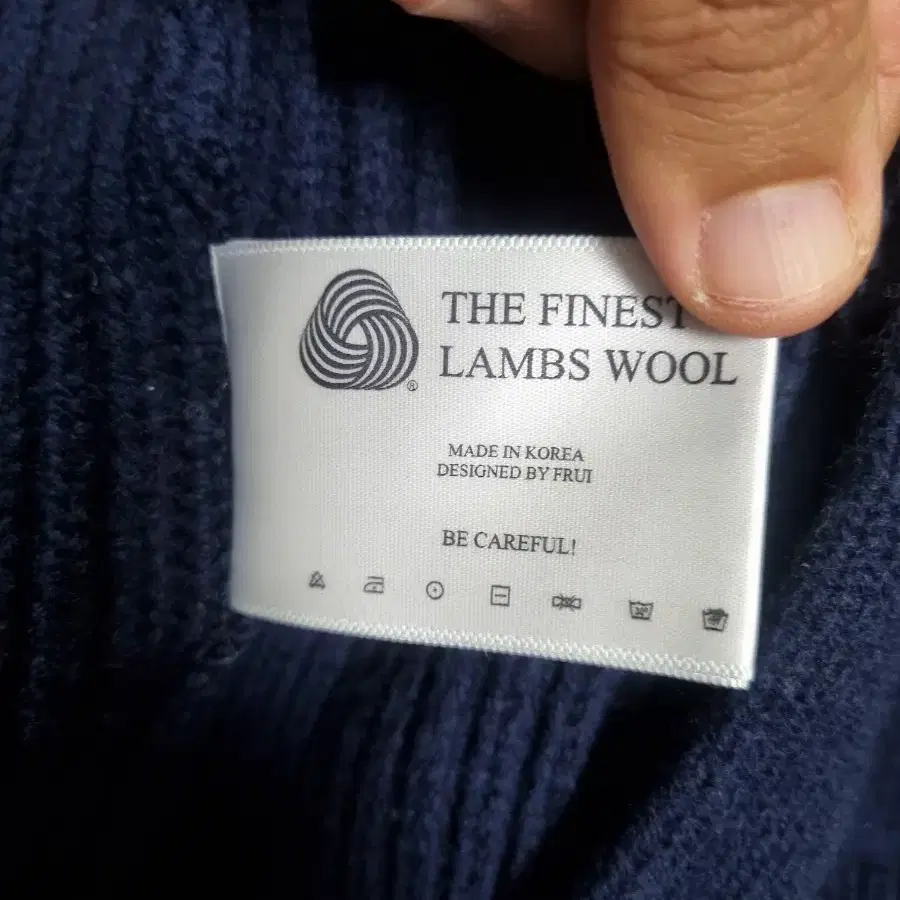 THE FINEST
LAMBS WOOL
®
MADE IN KOREA
DESIGNED BY FRUI
BE CAREFUL!